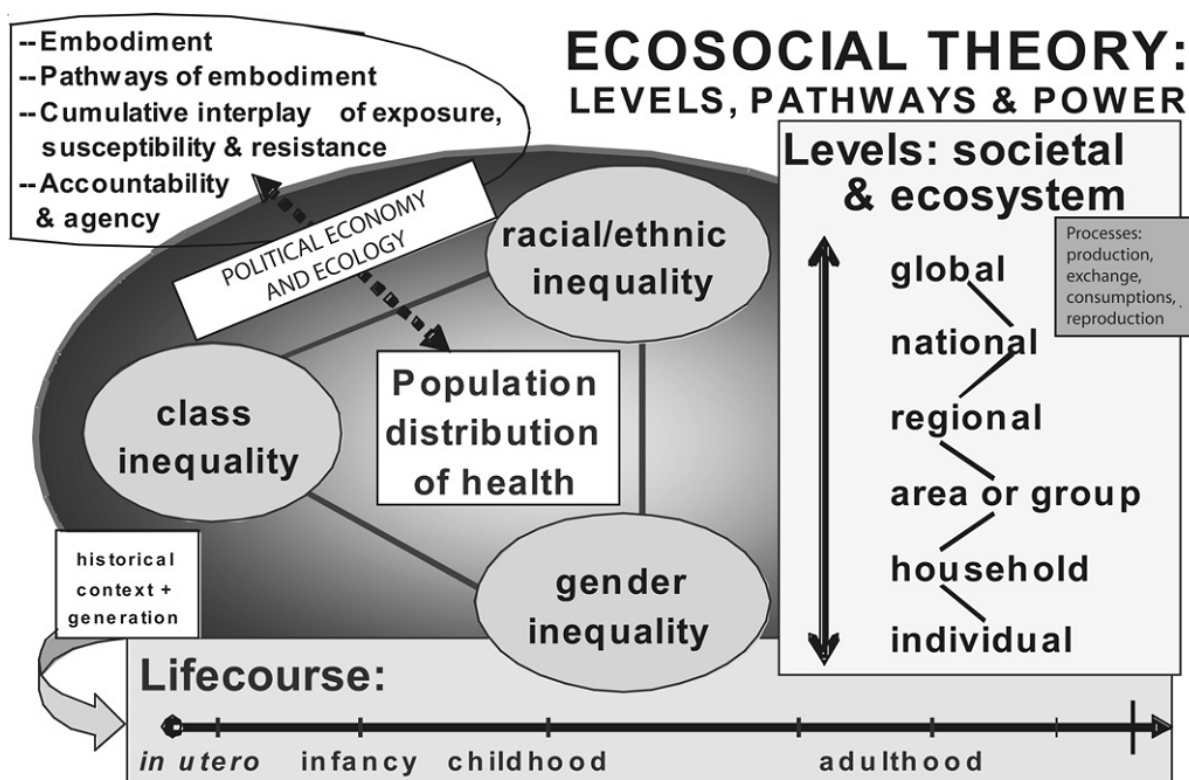 --Embodiment
--Pathways of embodiment
--Cumulative interplay of exposure,
susceptibility & resistance
--Accountability
& agency
ECOSOCIAL THEORY:
LEVELS, PATHWAYS & POWER
POLITICAL ECONOMY
AND ECOLOGY
racial/ethnic
inequality
class
inequality
Population
distribution
of health
gender
inequality
Levels: societal
& ecosystem
Processes:
production,
exchange,
consumptions,
reproduction
global
national
regional
area or group
household
individual
historical
context +
generation
Lifecourse:
in utero infancy childhood adulthood